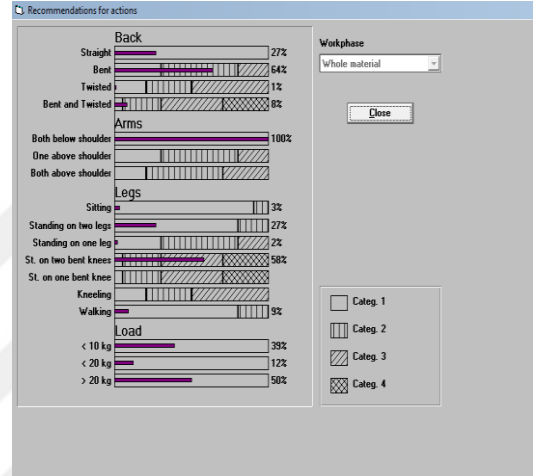 Recommendations for actions
Back
Straight 27%
Bent 64%
Twisted 1%
Bent and Twisted 8%
Arms
Both below shoulder 100%
One above shoulder
Both above shoulder
Legs
Sitting 3%
Standing on two legs 27%
Standing on one leg 2%
St. on two bent knees 58%
St. on one bent knee
Kneeling
Walking 9%
Load
< 10 kg 39%
< 20 kg 12%
> 20 kg 50%
Workphase
Whole material
Close
Categ. 1
Categ. 2
Categ. 3
Categ. 4